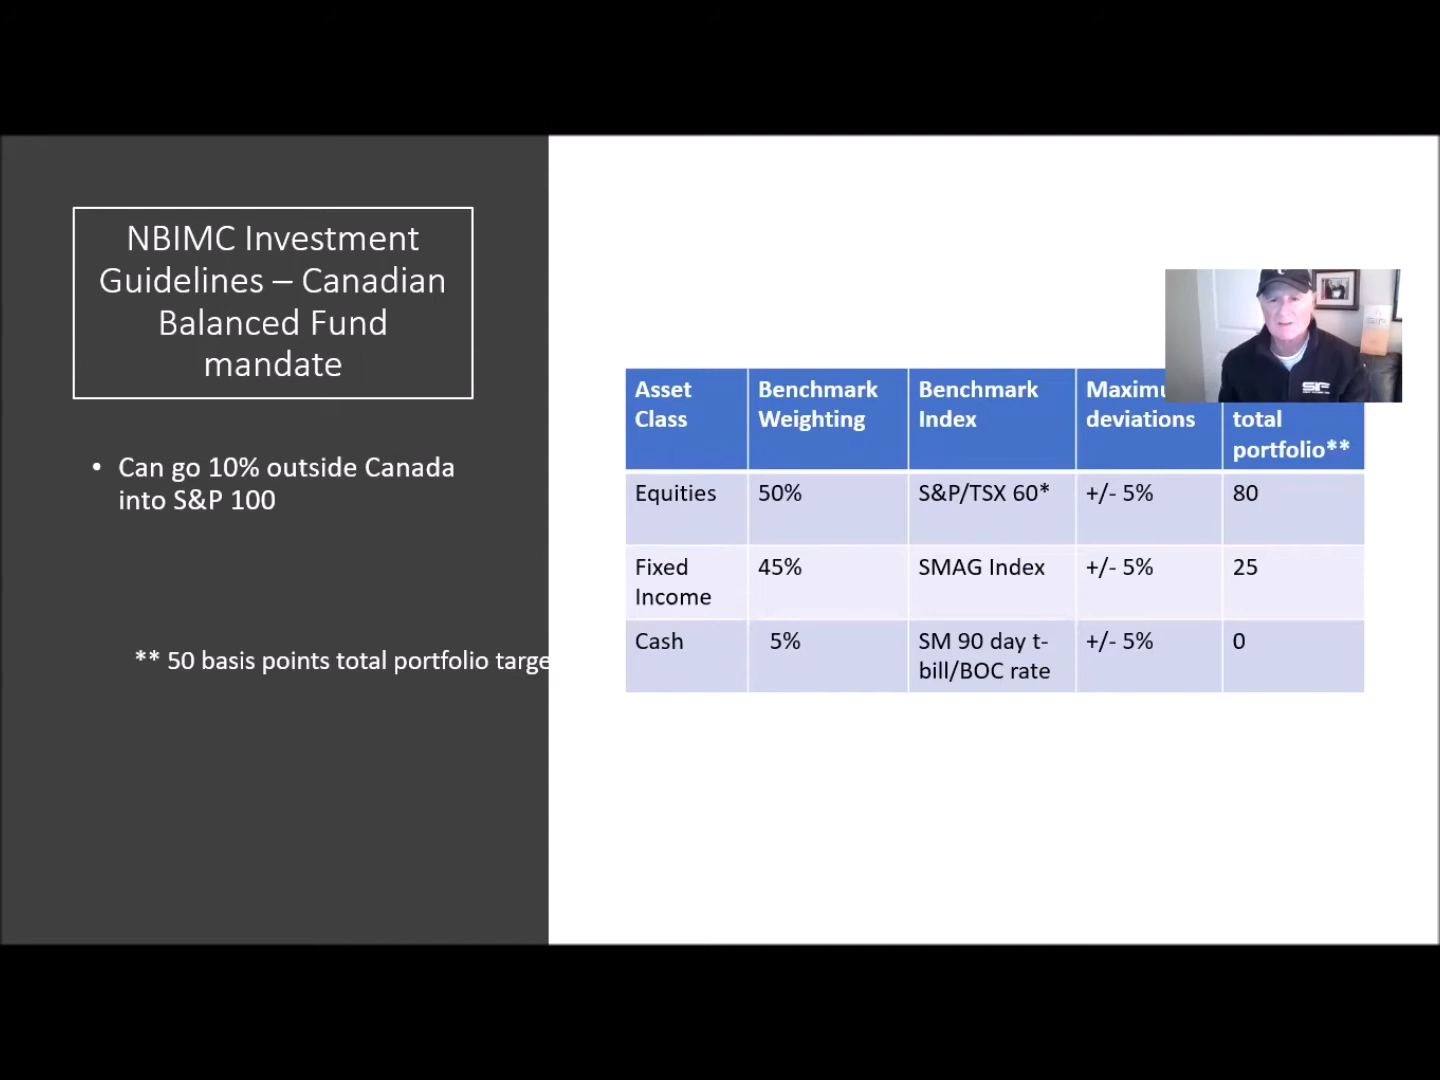 NBIMC Investment
Guidelines – Canadian
Balanced Fund
mandate
• Can go 10% outside Canada
into S&P 100
** 50 basis points total portfolio targe
Asset
Class
Benchmark
Weighting
Benchmark
Index
Maximu
deviations
total
portfolio**
Equities
50%
S&P/TSX 60*
+/- 5%
80
Fixed
Income
45%
SMAG Index
+/- 5%
25
Cash
5%
SM 90 day t-
bill/BOC rate
+/- 5%
0